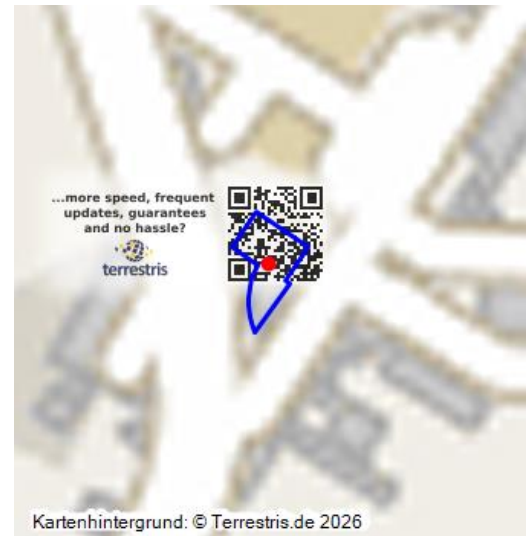 ...more speed, frequent
updates, guarantees
and no hassle?
terrestris
Kartenhintergrund: © Terrestris.de 2026